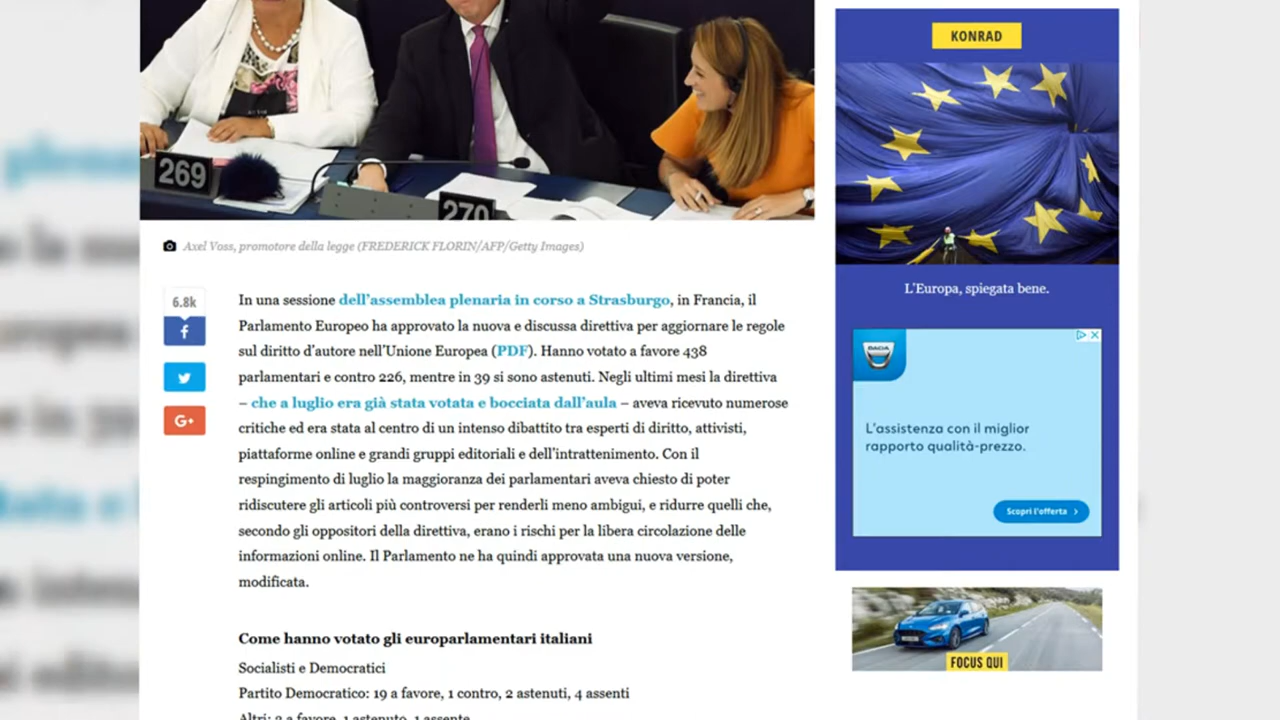 269
270
Axel Voss, promotore della legge (FREDERICK FLORIN/AFP/Getty Images)
6.8k
In una sessione dell'assemblea plenaria in corso a Strasburgo, in Francia, il
Parlamento Europeo ha approvato la nuova e discussa direttiva per aggiornare le regole
sul diritto d'autore nell'Unione Europea (PDF). Hanno votato a favore 438
parlamentari e contro 226, mentre in 39 si sono astenuti. Negli ultimi mesi la direttiva
– che a luglio era già stata votata e bocciata dall'aula – aveva ricevuto numerose
critiche ed era stata al centro di un intenso dibattito tra esperti di diritto, attivisti,
piattaforme online e grandi gruppi editoriali e dell'intrattenimento. Con il
respingimento di luglio la maggioranza dei parlamentari aveva chiesto di poter
ridiscutere gli articoli più controversi per renderli meno ambigui, e ridurre quelli che,
secondo gli oppositori della direttiva, erano i rischi per la libera circolazione delle
informazioni online. Il Parlamento ne ha quindi approvata una nuova versione,
modificata.
Come hanno votato gli europarlamentari italiani
Socialisti e Democratici
Partito Democratico: 19 a favore, 1 contro, 2 astenuti, 4 assenti
Altri: 2 a favore, 1 astenuto, 1 assente
KONRAD
L'Europa, spiegata bene.
DACIA
L'assistenza con il miglior
rapporto qualità-prezzo.
Scopri l'offerta
FOCUS QUI